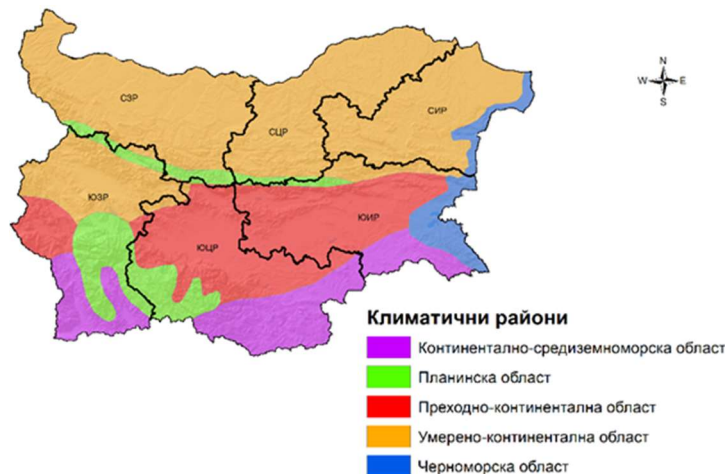 N
W E
S
СЗР
СЦР
СИР
ЮЗР
ЮЦР
ЮИР
Климатични райони
Континентално-средиземноморска област
Планинска област
Преходно-континентална област
Умерено-континентална област
Черноморска област